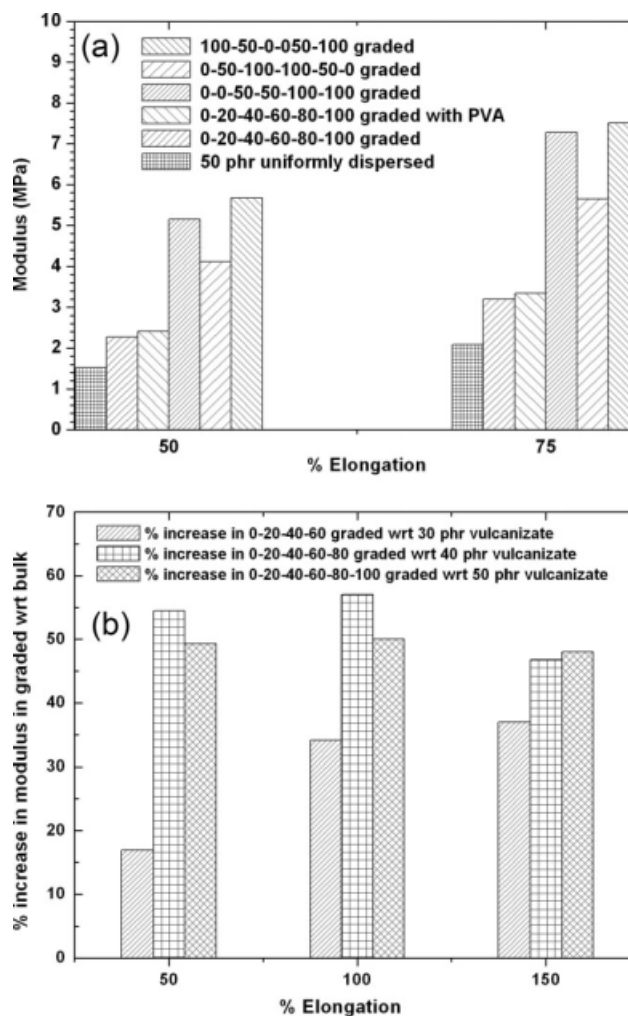 10
9
8
7
6
5
4
3
2
1
0
Modulus (MPa)
(a)
100-50-0-050-100 graded
0-50-100-100-50-0 graded
0-0-50-50-100-100 graded
0-20-40-60-80-100 graded with PVA
0-20-40-60-80-100 graded
50 phr uniformly dispersed
50
75
% Elongation
70
60
50
40
30
20
10
0
% increase in modulus in graded wrt bulk
% increase in 0-20-40-60 graded wrt 30 phr vulcanizate
% increase in 0-20-40-60-80 graded wrt 40 phr vulcanizate
% increase in 0-20-40-60-80-100 graded wrt 50 phr vulcanizate
(b)
50
100
150
% Elongation